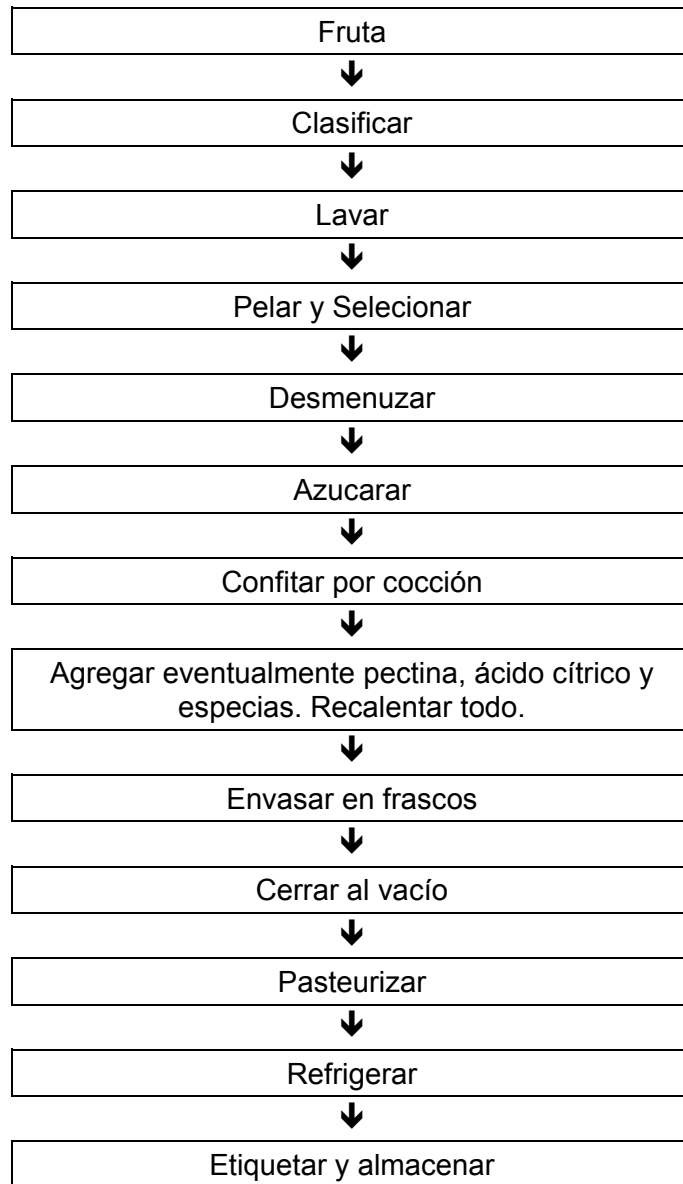 Fruta
Clasificar
Lavar
Pelar y Selecionar
Desmenuzar
Azucarar
Confitar por cocción
Agregar eventualmente pectina, ácido cítrico y
especias. Recalentar todo.
Envasar en frascos
Cerrar al vacío
Pasteurizar
Refrigerar
Etiquetar y almacenar